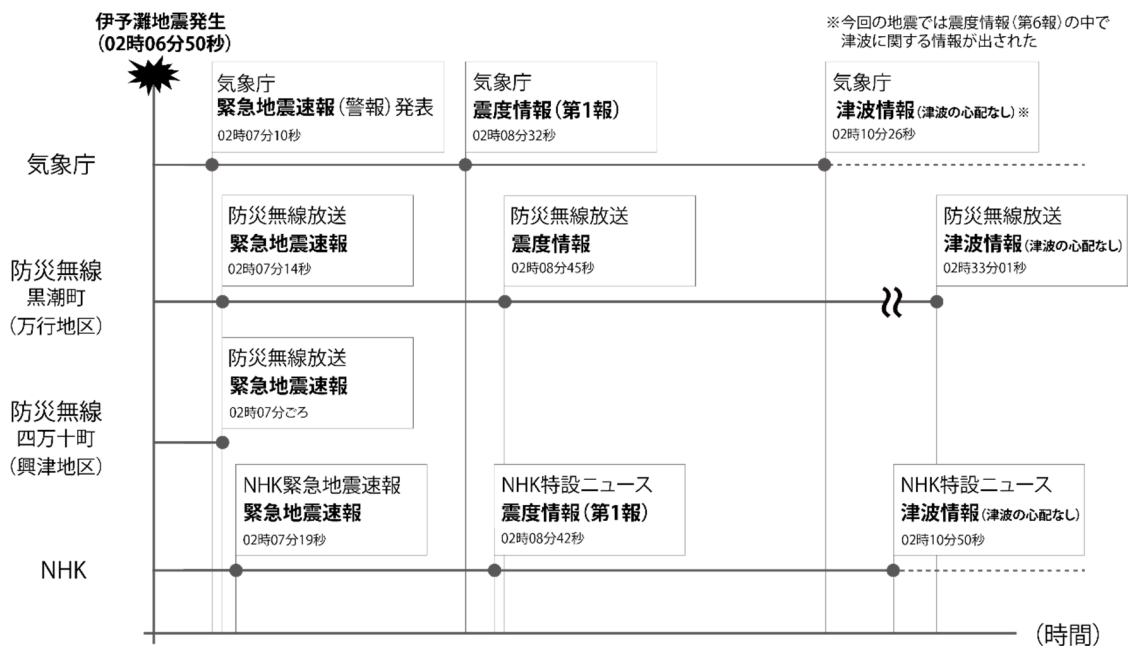 伊予灘地震発生
(02時06分50秒)
※今回の地震では震度情報(第6報)の中で
津波に関する情報が出された
気象庁
緊急地震速報(警報)発表
02時07分10秒
気象庁
震度情報(第1報)
02時08分32秒
気象庁
津波情報(津波の心配なし)※
02時10分26秒
気象庁
防災無線放送
緊急地震速報
02時07分14秒
防災無線放送
震度情報
02時08分45秒
防災無線放送
津波情報(津波の心配なし)
02時33分01秒
防災無線
黒潮町
(万行地区)
防災無線放送
緊急地震速報
02時07分ごろ
防災無線
四万十町
(興津地区)
NHK緊急地震速報
緊急地震速報
02時07分19秒
NHK特設ニュース
震度情報(第1報)
02時08分42秒
NHK特設ニュース
津波情報(津波の心配なし)
02時10分50秒
NHK
(時間)